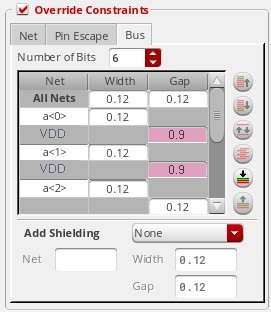 Override Constraints
Net Pin Escape Bus
Number of Bits 6
Net Width Gap
All Nets 0.12 0.12
a<0> 0.12
VDD 0.9
a<1> 0.12
VDD 0.9
a<2> 0.12
0.12
Add Shielding None
Net Width 0.12
Gap 0.12